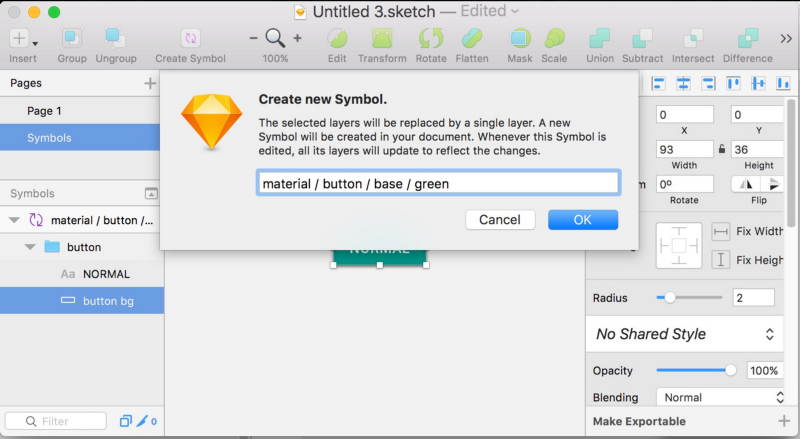 Untitled 3.sketch — Edited
Insert Group Ungroup Create Symbol 100% Edit Transform Rotate Flatten Mask Scale Union Subtract Intersect Difference
Pages
Page 1
Symbols
Symbols
material / button /...
button
Aa NORMAL
button bg
Filter
0
Create new Symbol.
The selected layers will be replaced by a single layer. A new
Symbol will be created in your document. Whenever this Symbol is
edited, all its layers will update to reflect the changes.
material / button / base / green
Cancel OK
NORMAL
0 0
X Y
93 36
Width Height
0º
Rotate Flip
Fix Width
Fix Heigh
Radius 2
No Shared Style
Opacity 100%
Blending Normal
Make Exportable